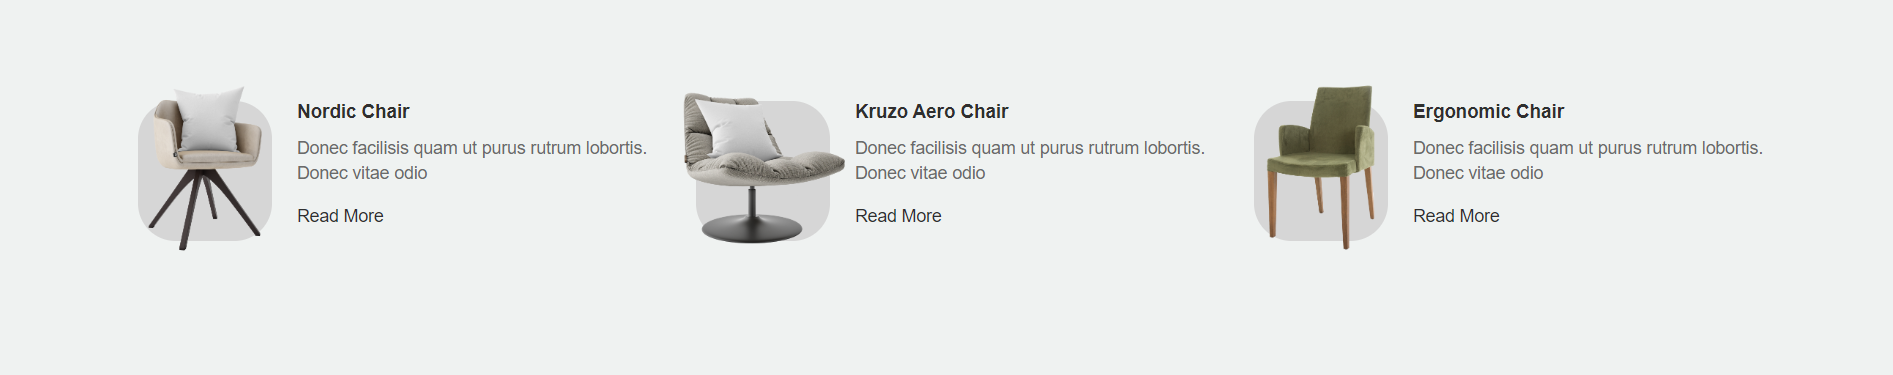 Nordic Chair
Donec facilisis quam ut purus rutrum lobortis.
Donec vitae odio
Read More
Kruzo Aero Chair
Donec facilisis quam ut purus rutrum lobortis.
Donec vitae odio
Read More
Ergonomic Chair
Donec facilisis quam ut purus rutrum lobortis.
Donec vitae odio
Read More